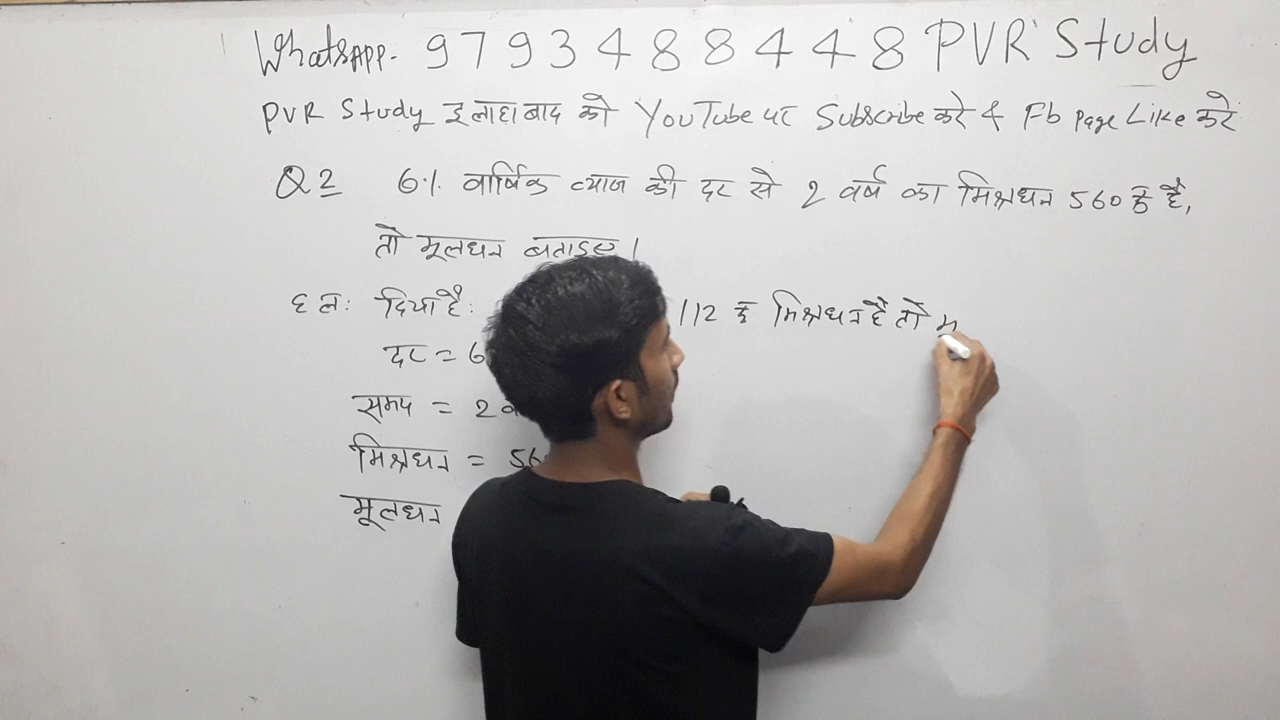 WhatsApp. 9793488448 PVR Study
PVR Study इलाहाबाद को YouTube पर Subscribe करे & Fb Page Like करे
Q2 6% वार्षिक व्याज की दर से 2 वर्ष का मिश्रधन 560 रु है,
तो मूलधन बताइए।
हल: दियाहै: 112 रु मिश्रधन है तो म
दर = 6
समय = 2 व
मिश्रधन = 56
मूलधन